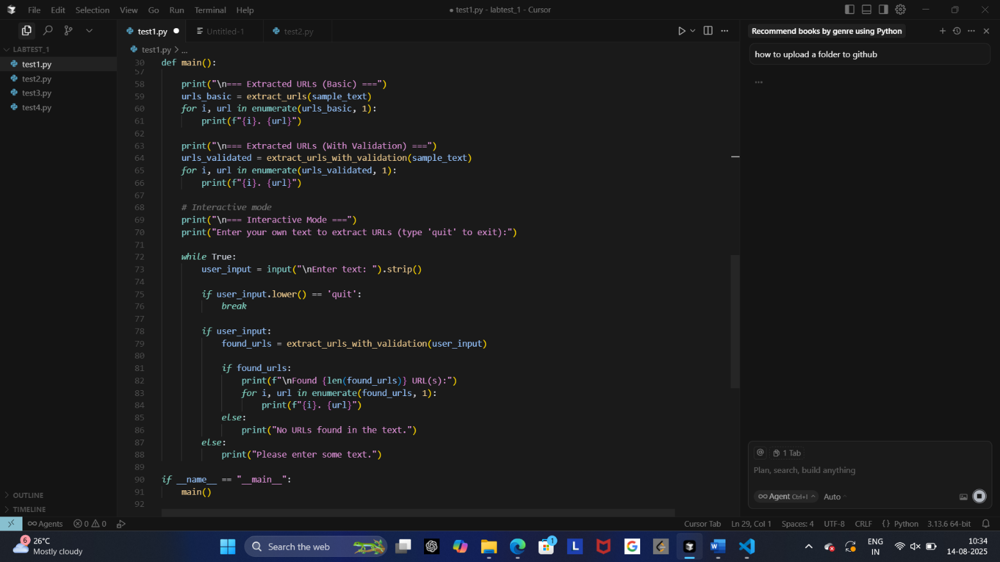 File Edit Selection View Go Run Terminal Help
● test1.py - labtest_1 - Cursor
test1.py
Untitled-1
test2.py
Recommend books by genre using Python
LABTEST_1
test1.py
test2.py
test3.py
test4.py
OUTLINE
TIMELINE
test1.py > ...
30 def main():
57
58 print("\n=== Extracted URLs (Basic) ===")
59 urls_basic = extract_urls(sample_text)
60 for i, url in enumerate(urls_basic, 1):
61 print(f"{i}. {url}")
62
63 print("\n=== Extracted URLs (With Validation) ===")
64 urls_validated = extract_urls_with_validation(sample_text)
65 for i, url in enumerate(urls_validated, 1):
66 print(f"{i}. {url}")
67
68 # Interactive mode
69 print("\n=== Interactive Mode ===")
70 print("Enter your own text to extract URLs (type 'quit' to exit):")
71
72 while True:
73 user_input = input("\nEnter text: ").strip()
74
75 if user_input.lower() == 'quit':
76 break
77
78 if user_input:
79 found_urls = extract_urls_with_validation(user_input)
80
81 if found_urls:
82 print(f"\nFound {len(found_urls)} URL(s):")
83 for i, url in enumerate(found_urls, 1):
84 print(f"{i}. {url}")
85 else:
86 print("No URLs found in the text.")
87 else:
88 print("Please enter some text.")
89
90 if __name__ == "__main__":
91 main()
92
how to upload a folder to github
...
@ 1 Tab
Plan, search, build anything
∞ Agent Ctrl+I
Auto
Agents
0 0
Cursor Tab Ln 29, Col 1 Spaces: 4 UTF-8 CRLF {} Python 3.13.6 64-bit
6
26°C
Mostly cloudy
Search the web
1
L
G
ENG
IN
10:34
14-08-2025